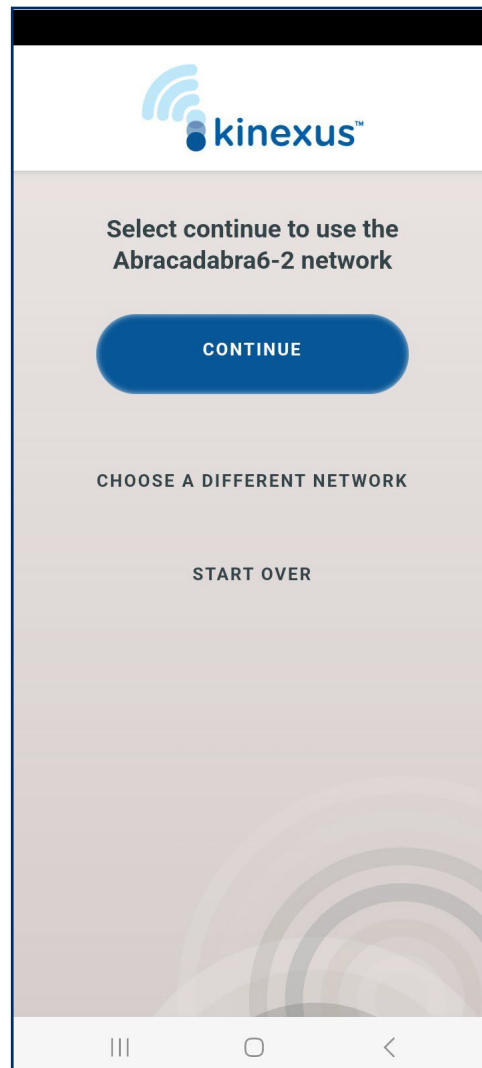 kinexus™
Select continue to use the
Abracadabra6-2 network
CONTINUE
CHOOSE A DIFFERENT NETWORK
START OVER